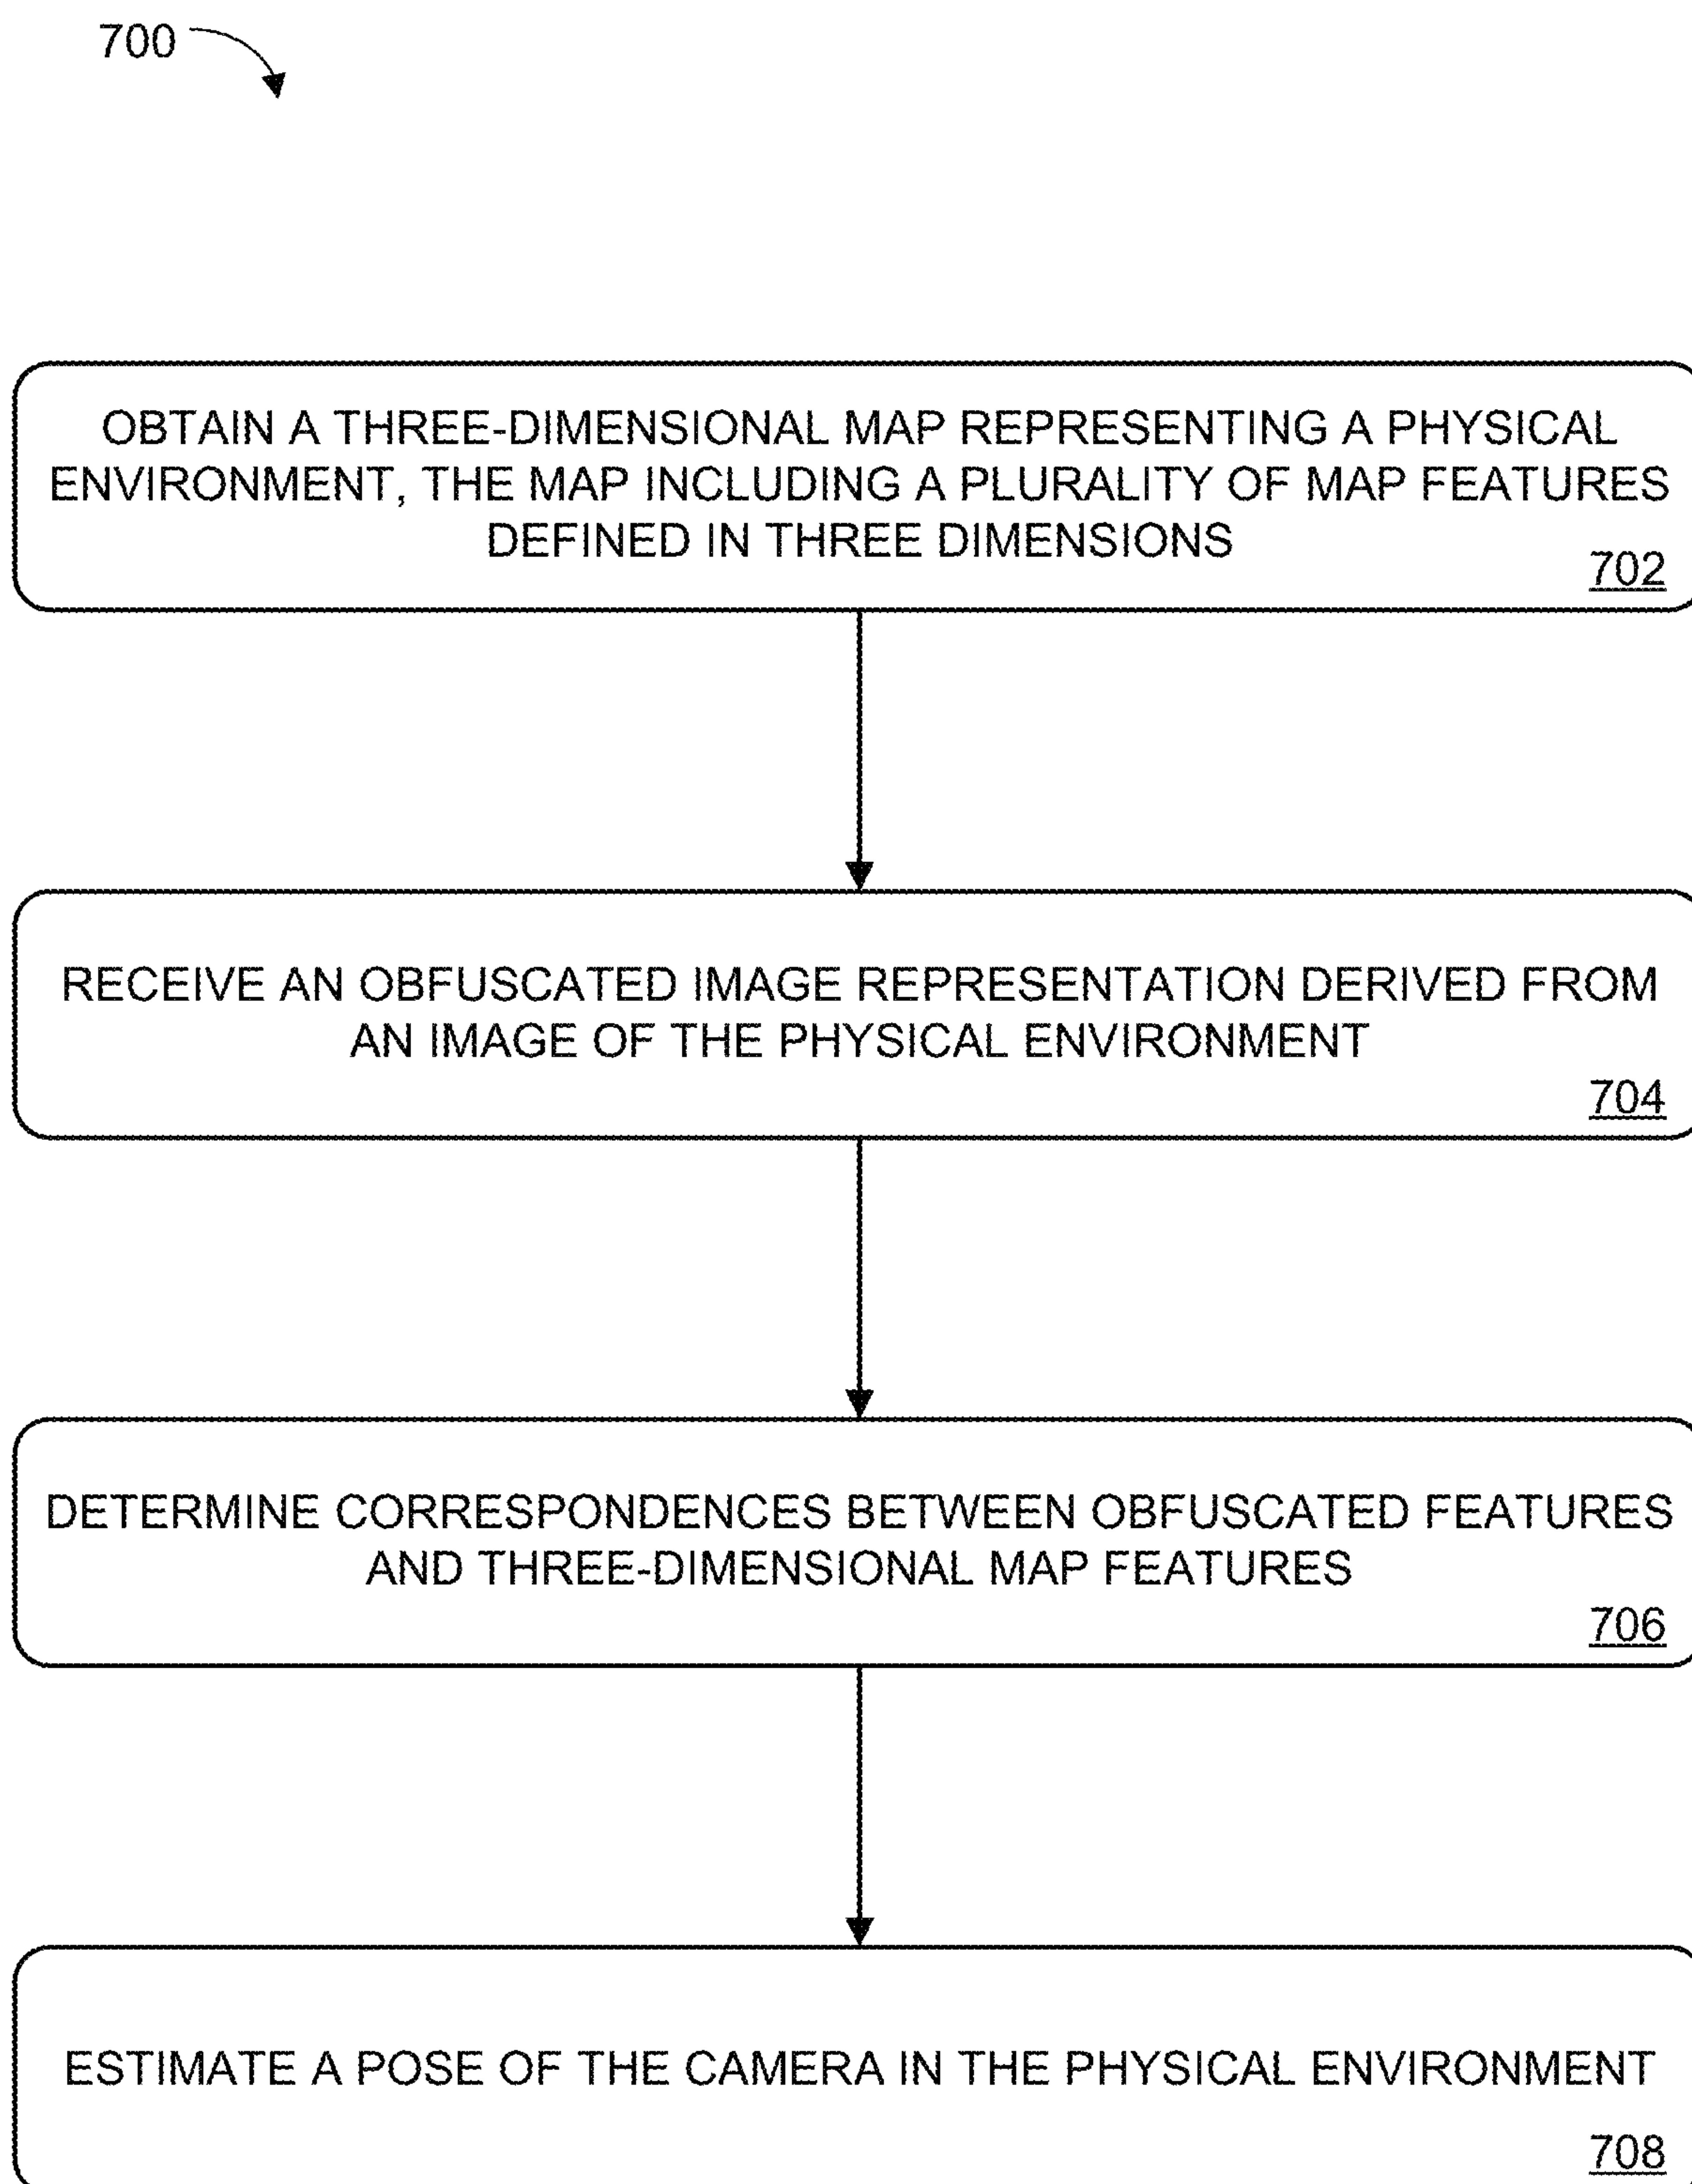 700
OBTAIN A THREE-DIMENSIONAL MAP REPRESENTING A PHYSICAL
ENVIRONMENT, THE MAP INCLUDING A PLURALITY OF MAP FEATURES
DEFINED IN THREE DIMENSIONS
702
RECEIVE AN OBFUSCATED IMAGE REPRESENTATION DERIVED FROM
AN IMAGE OF THE PHYSICAL ENVIRONMENT
704
DETERMINE CORRESPONDENCES BETWEEN OBFUSCATED FEATURES
AND THREE-DIMENSIONAL MAP FEATURES
706
ESTIMATE A POSE OF THE CAMERA IN THE PHYSICAL ENVIRONMENT
708